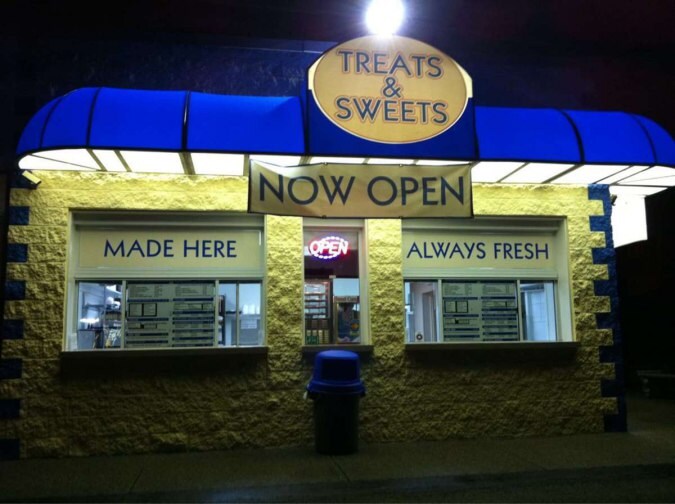 TREATS
&
SWEETS
NOW OPEN
MADE HERE
OPEN
ALWAYS FRESH